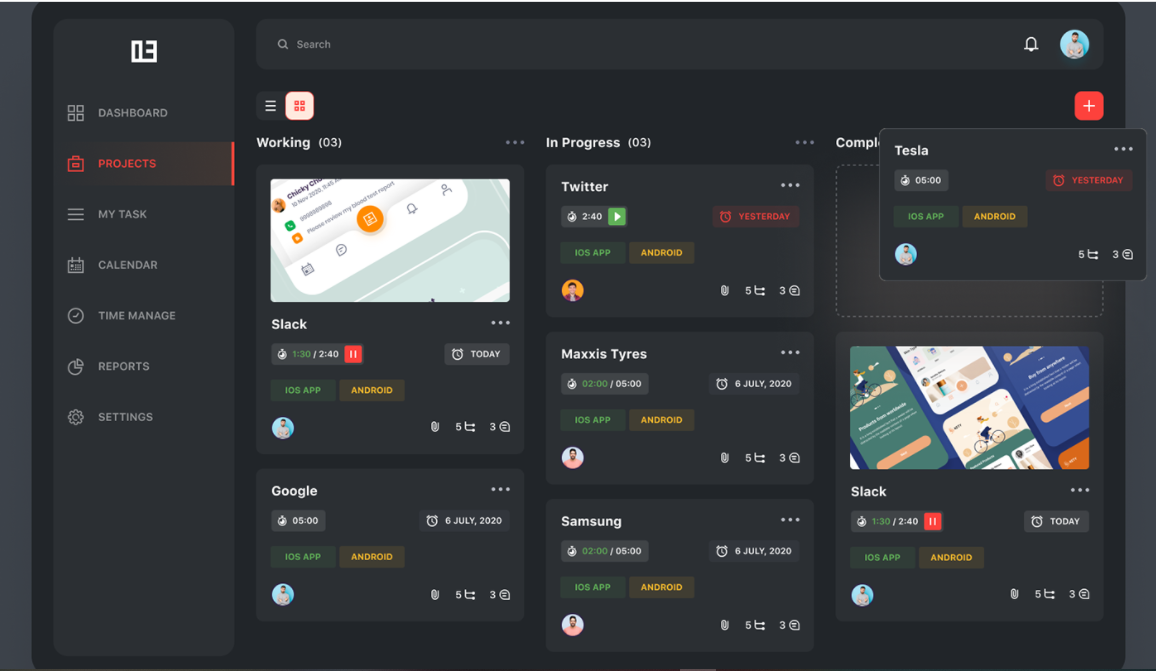 Search
DASHBOARD
PROJECTS
MY TASK
CALENDAR
TIME MANAGE
REPORTS
SETTINGS
Working (03)
Chicky Cho
10 Nov 2020, 9:45
Please review my blood test report
Slack
1:30 / 2:40
TODAY
IOS APP ANDROID
5 3
Google
05:00
6 JULY, 2020
IOS APP ANDROID
5 3
In Progress (03)
Twitter
2:40
YESTERDAY
IOS APP ANDROID
5 3
Maxxis Tyres
02:00 / 05:00
6 JULY, 2020
IOS APP ANDROID
5 3
Samsung
02:00 / 05:00
6 JULY, 2020
IOS APP ANDROID
5 3
Compl
Tesla
05:00
YESTERDAY
IOS APP ANDROID
5 3
Products from worldwide
Buy from anywhere
Slack
1:30 / 2:40
TODAY
IOS APP ANDROID
5 3